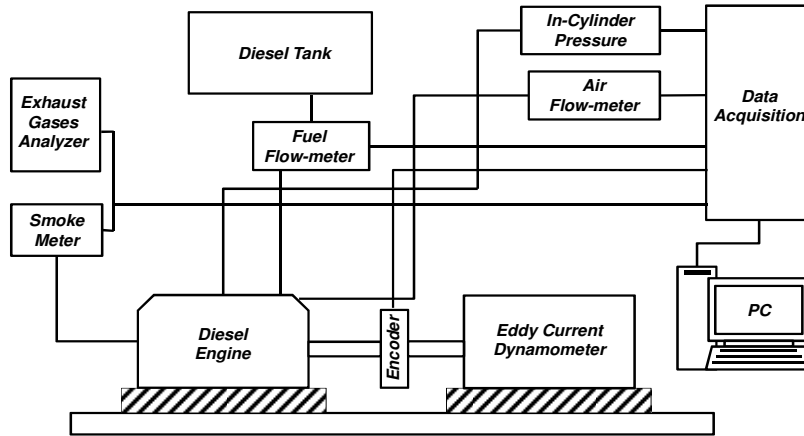 In-Cylinder
Pressure
Diesel Tank
Air
Flow-meter
Data
Acquisition
Exhaust
Gases
Analyzer
Fuel
Flow-meter
Smoke
Meter
PC
Diesel
Engine
Encoder
Eddy Current
Dynamometer